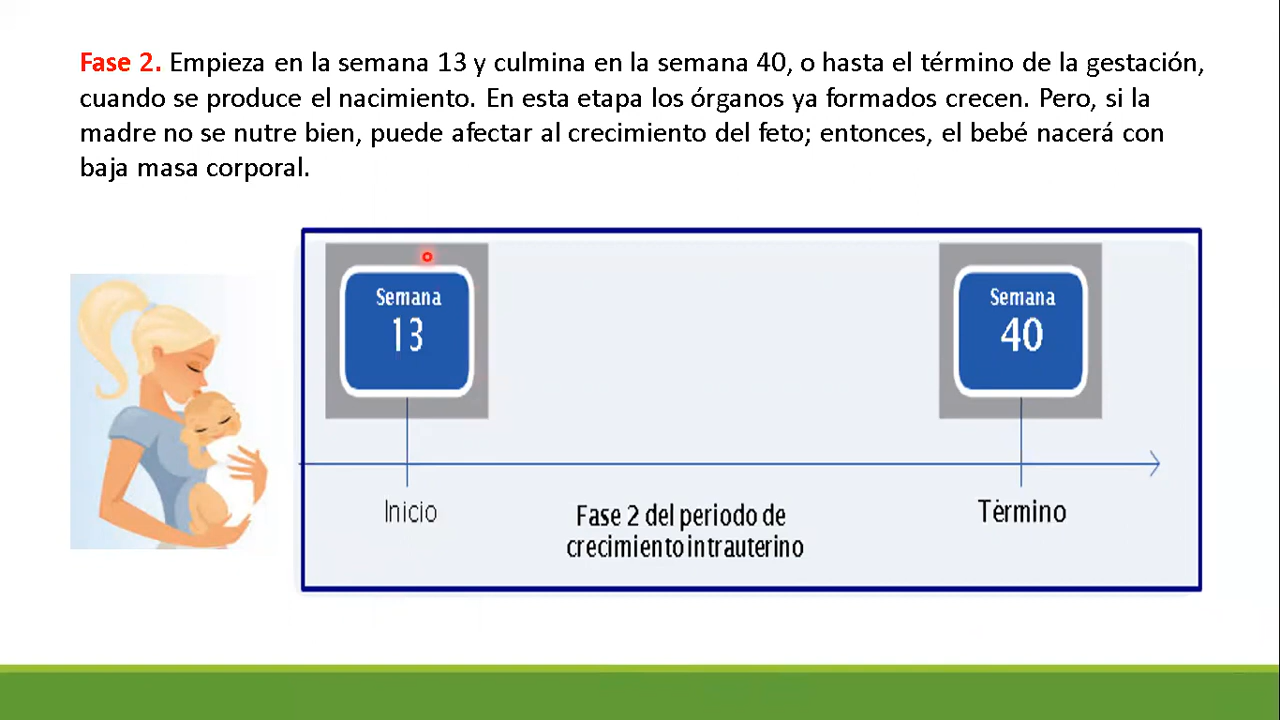 Fase 2. Empieza en la semana 13 y culmina en la semana 40, o hasta el término de la gestación,
cuando se produce el nacimiento. En esta etapa los órganos ya formados crecen. Pero, si la
madre no se nutre bien, puede afectar al crecimiento del feto; entonces, el bebé nacerá con
baja masa corporal.
Semana
13
Semana
40
Inicio
Fase 2 del periodo de
crecimiento intrauterino
Término